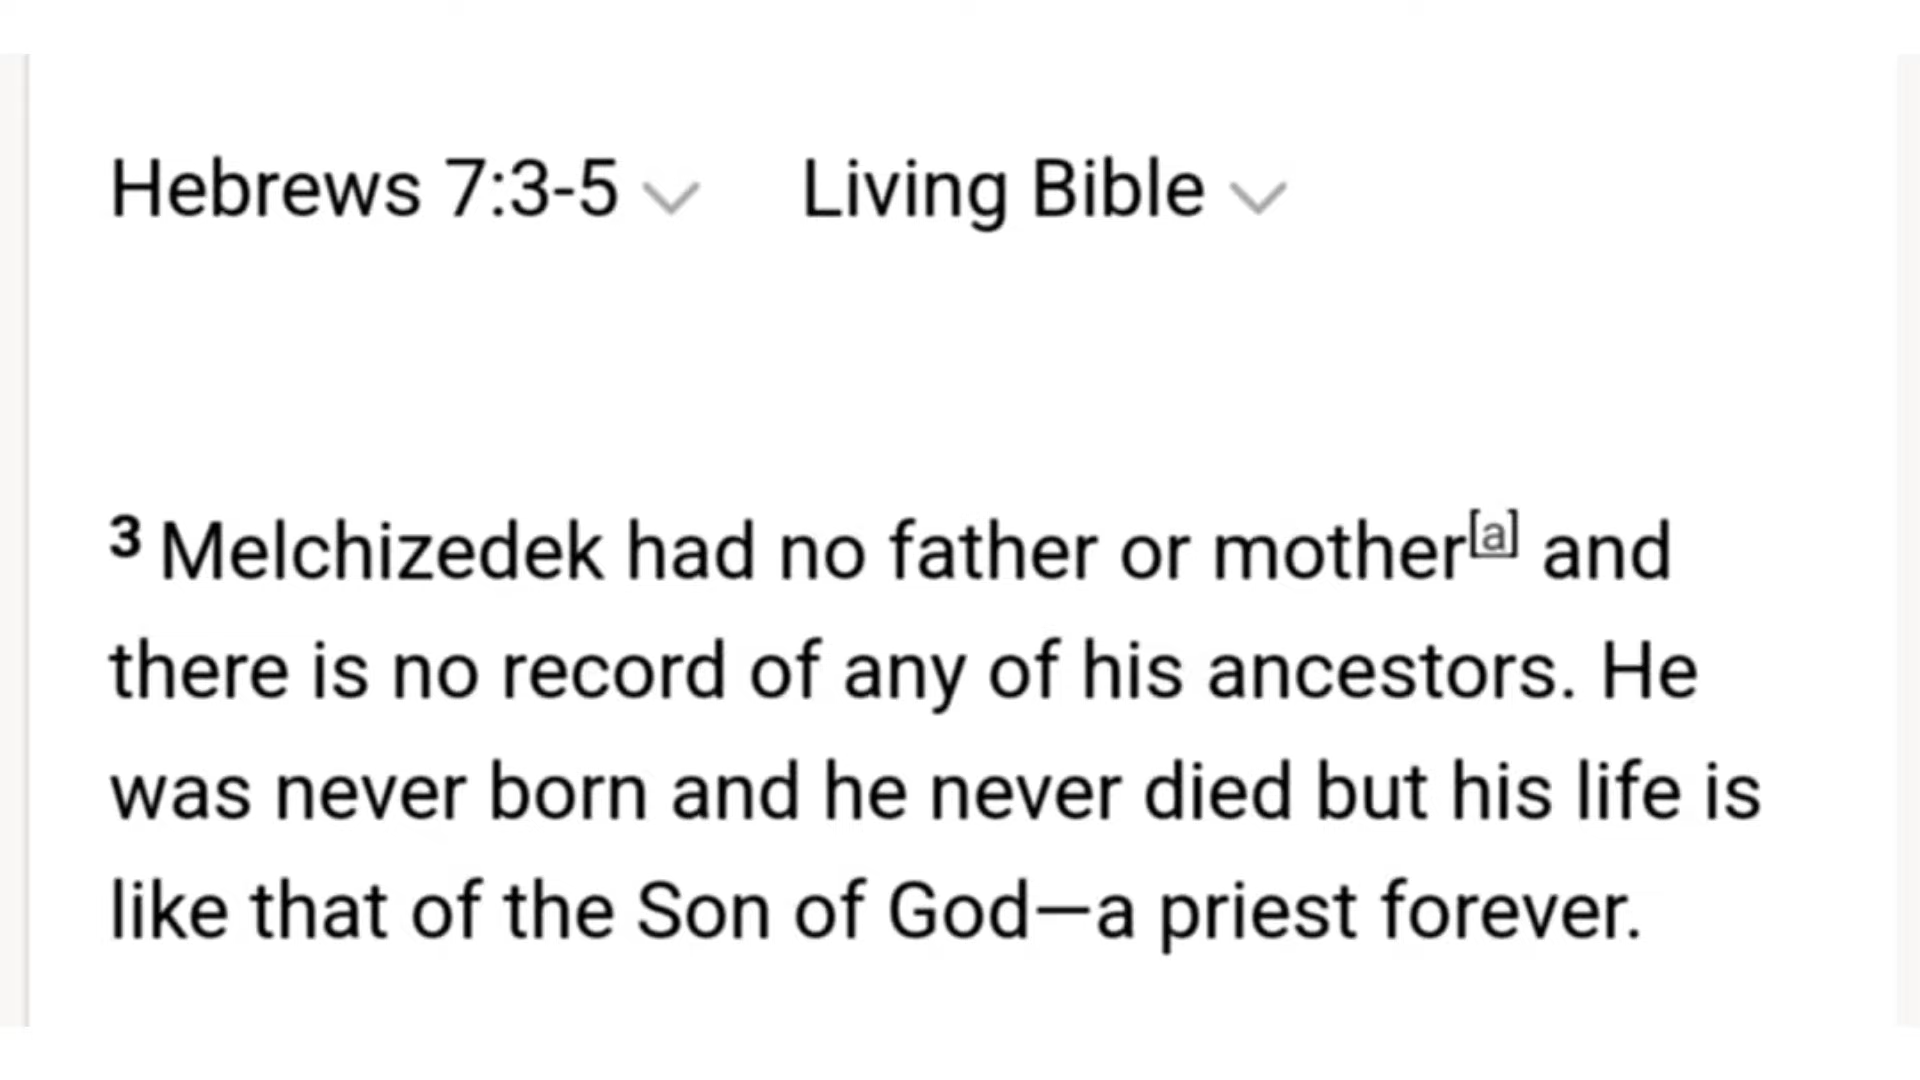 Hebrews 7:3-5 Living Bible
3 Melchizedek had no father or mother[a] and
there is no record of any of his ancestors. He
was never born and he never died but his life is
like that of the Son of God—a priest forever.